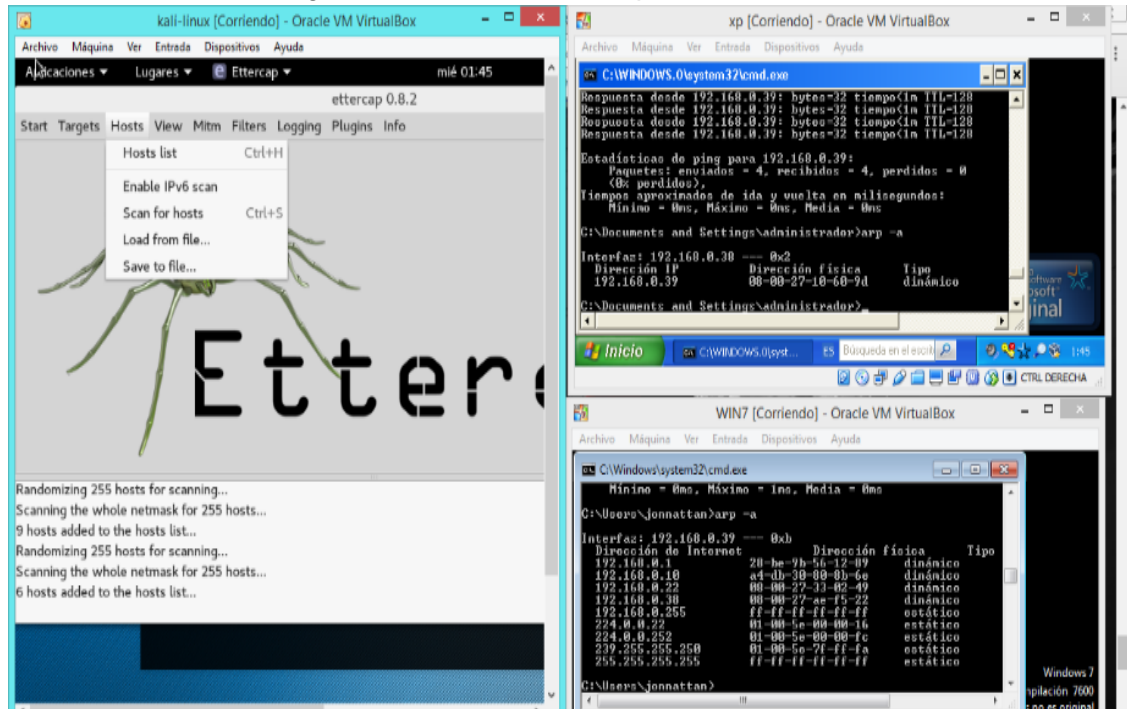 kali-linux [Corriendo] - Oracle VM VirtualBox
Archivo Máquina Ver Entrada Dispositivos Ayuda
Aplicaciones Lugares Ettercap mié 01:45
ettercap 0.8.2
Start Targets Hosts View Mitm Filters Logging Plugins Info
Hosts list Ctrl+H
Enable IPv6 scan
Scan for hosts Ctrl+S
Load from file...
Save to file...
Etterc
Randomizing 255 hosts for scanning...
Scanning the whole netmask for 255 hosts...
9 hosts added to the hosts list...
Randomizing 255 hosts for scanning...
Scanning the whole netmask for 255 hosts...
6 hosts added to the hosts list...
xp [Corriendo] - Oracle VM VirtualBox
Archivo Máquina Ver Entrada Dispositivos Ayuda
C:\WINDOWS.0\system32\cmd.exe
Respuesta desde 192.168.0.39: bytes=32 tiempo<1m TTL=128
Respuesta desde 192.168.0.39: bytes=32 tiempo<1m TTL=128
Respuesta desde 192.168.0.39: bytes=32 tiempo<1m TTL=128
Respuesta desde 192.168.0.39: bytes=32 tiempo<1m TTL=128
Estadísticas de ping para 192.168.0.39:
Paquetes: enviados = 4, recibidos = 4, perdidos = 0
(0% perdidos),
Tiempos aproximados de ida y vuelta en milisegundos:
Mínimo = 0ms, Máximo = 0ms, Media = 0ms
C:\Documents and Settings\administrador>arp -a
Interfaz: 192.168.0.38 --- 0x2
Dirección IP Dirección física Tipo
192.168.0.39 08-00-27-10-60-9d dinámico
C:\Documents and Settings\administrador>_
Inicio C:\WINDOWS.0\syst... ES Búsqueda en el escrit 1:45
CTRL DERECHA
WIN7 [Corriendo] - Oracle VM VirtualBox
Archivo Máquina Ver Entrada Dispositivos Ayuda
C:\Windows\system32\cmd.exe
Mínimo = 0ms, Máximo = 1ms, Media = 0ms
C:\Users\jonnattan>arp -a
Interfaz: 192.168.0.39 --- 0xb
Dirección de Internet Dirección física Tipo
192.168.0.1 28-be-9b-56-12-89 dinámico
192.168.0.10 a4-db-30-80-8b-6e dinámico
192.168.0.22 08-00-27-33-02-49 dinámico
192.168.0.38 08-00-27-ae-f5-22 dinámico
192.168.0.255 ff-ff-ff-ff-ff-ff estático
224.0.0.22 01-00-5e-00-00-16 estático
224.0.0.252 01-00-5e-00-00-fc estático
239.255.255.250 01-00-5e-7f-ff-fa estático
255.255.255.255 ff-ff-ff-ff-ff-ff estático
C:\Users\jonnattan>
Windows 7
npilación 7600
no es original